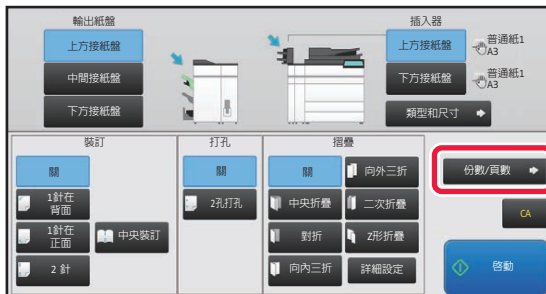 輸出紙盤
上方接紙盤
中間接紙盤
下方接紙盤
插入器
上方接紙盤
普通紙1
A3
下方接紙盤
普通紙1
A3
類型和尺寸
裝訂
關
1針在
背面
1針在
正面
中央裝訂
2 針
打孔
關
2孔打孔
摺疊
關
向外三折
中央折疊
二次折疊
對折
Z形折疊
向內三折
詳細設定
份數/頁數
CA
啓動